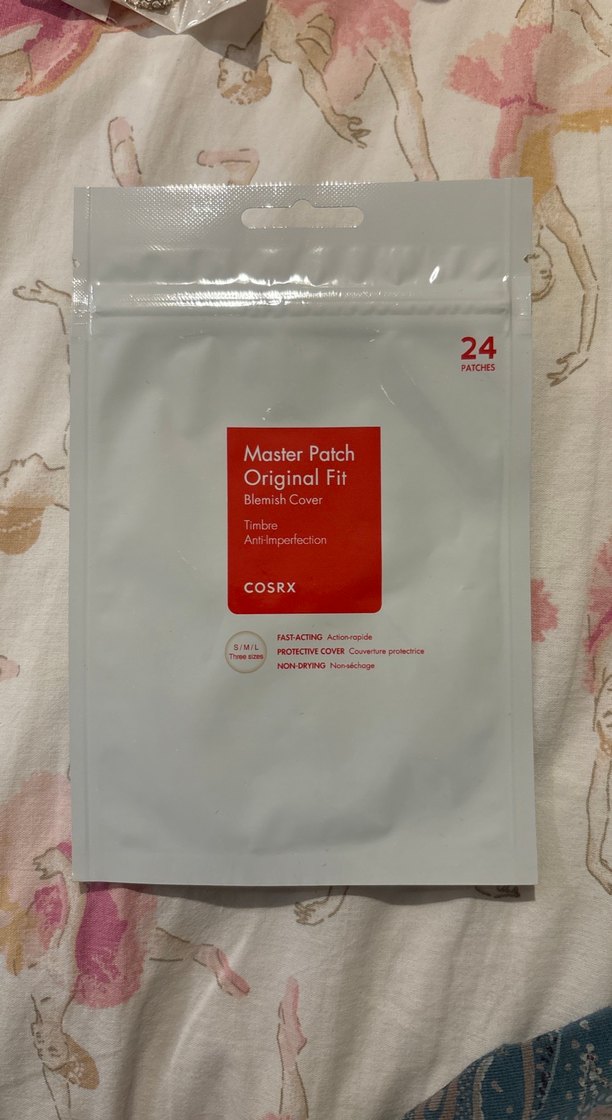 24
PATCHES
Master Patch
Original Fit
Blemish Cover
Timbre
Anti-Imperfection
COSRX
S / M / L
Three sizes
FAST-ACTING Action-rapide
PROTECTIVE COVER Couverture protectrice
NON-DRYING Non-séchage